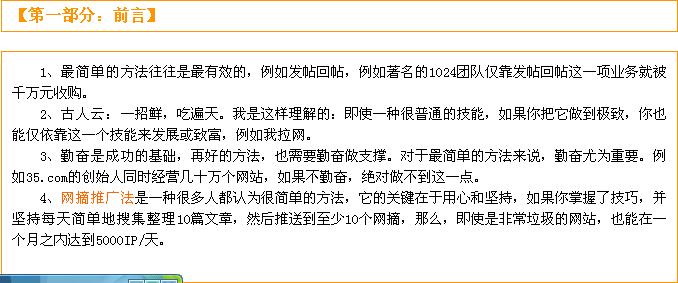 【第一部分：前言】
1、最简单的方法往往是最有效的，例如发帖回帖，例如著名的1024团队仅靠发帖回帖这一项业务就被
千万元收购。
2、古人云：一招鲜，吃遍天。我是这样理解的：即使一种很普通的技能，如果你把它做到极致，你也
能仅依靠这一个技能来发展或致富，例如我拉网。
3、勤奋是成功的基础，再好的方法，也需要勤奋做支撑。对于最简单的方法来说，勤奋尤为重要。例
如35.com的创始人同时经营几十万个网站，如果不勤奋，绝对做不到这一点。
4、网摘推广法是一种很多人都认为很简单的方法，它的关键在于用心和坚持，如果你掌握了技巧，并
坚持每天简单地搜集整理10篇文章，然后推送到至少10个网摘，那么，即使是非常垃圾的网站，也能在一
个月之内达到5000IP/天。